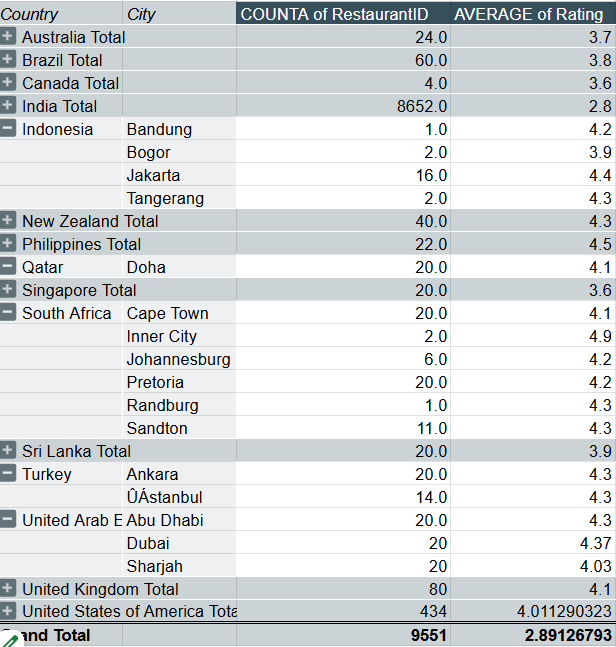 Country City COUNTA of RestaurantID AVERAGE of Rating
Australia Total 24.0 3.7
Brazil Total 60.0 3.8
Canada Total 4.0 3.6
India Total 8652.0 2.8
Indonesia Bandung 1.0 4.2
Bogor 2.0 3.9
Jakarta 16.0 4.4
Tangerang 2.0 4.3
New Zealand Total 40.0 4.3
Philippines Total 22.0 4.5
Qatar Doha 20.0 4.1
Singapore Total 20.0 3.6
South Africa Cape Town 20.0 4.1
Inner City 2.0 4.9
Johannesburg 6.0 4.2
Pretoria 20.0 4.2
Randburg 1.0 4.3
Sandton 11.0 4.3
Sri Lanka Total 20.0 3.9
Turkey Ankara 20.0 4.3
ÛÁstanbul 14.0 4.3
United Arab E Abu Dhabi 20.0 4.3
Dubai 20 4.37
Sharjah 20 4.03
United Kingdom Total 80 4.1
United States of America Tota 434 4.011290323
nd Total 9551 2.89126793